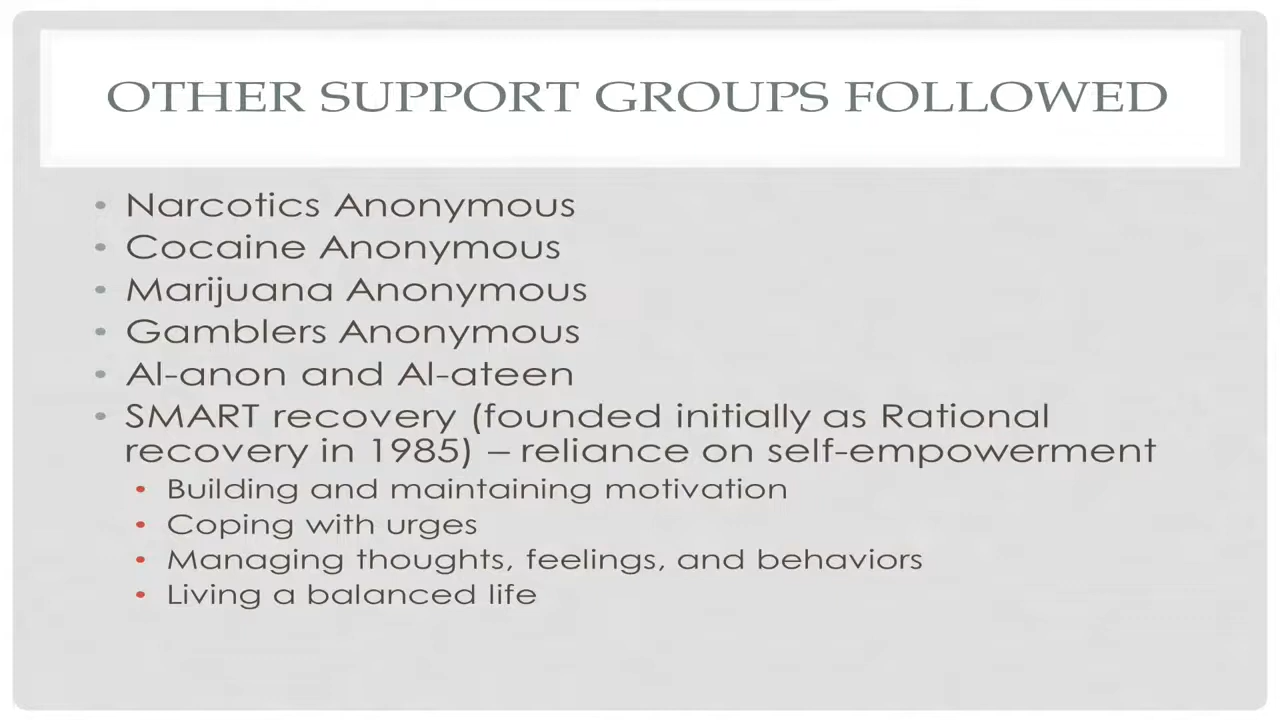 OTHER SUPPORT GROUPS FOLLOWED
• Narcotics Anonymous
• Cocaine Anonymous
• Marijuana Anonymous
• Gamblers Anonymous
• Al-anon and Al-ateen
• SMART recovery (founded initially as Rational
recovery in 1985) – reliance on self-empowerment
• Building and maintaining motivation
• Coping with urges
• Managing thoughts, feelings, and behaviors
• Living a balanced life